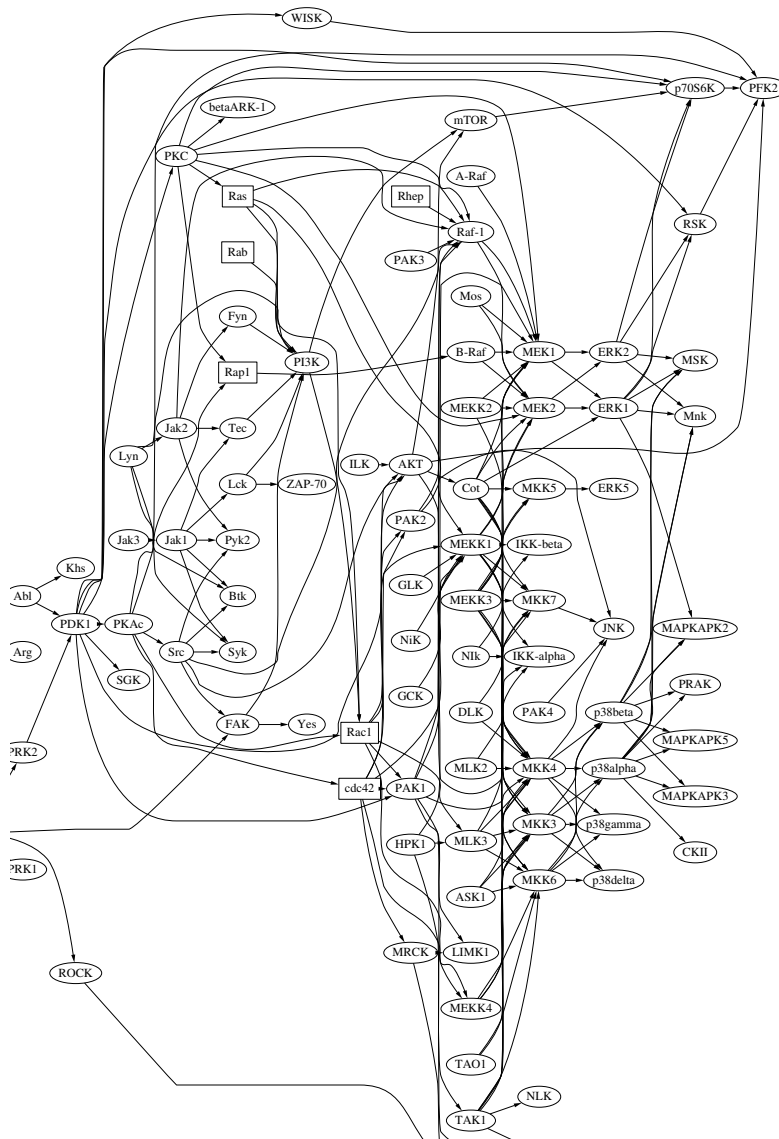 WISK
p70S6K
PFK2
betaARK-1
mTOR
PKC
A-Raf
Ras
Rhep
RSK
Raf-1
Rab
PAK3
Mos
Fyn
B-Raf
MEK1
ERK2
MSK
PI3K
Rap1
MEKK2
MEK2
ERK1
Mnk
Jak2
Tec
Lyn
ILK
AKT
Lck
ZAP-70
Cot
MKK5
ERK5
PAK2
Jak3
Jak1
Pyk2
MEKK1
IKK-beta
Khs
GLK
Abl
Btk
MEKK3
MKK7
PDK1
PKAc
JNK
MAPKAPK2
NiK
Arg
Src
Syk
NIk
IKK-alpha
SGK
PRAK
GCK
DLK
PAK4
p38beta
FAK
Yes
Rac1
MAPKAPK5
PRK2
MLK2
MKK4
p38alpha
cdc42
PAK1
MAPKAPK3
MKK3
p38gamma
HPK1
MLK3
CKII
PRK1
MKK6
p38delta
ASK1
MRCK
LIMK1
ROCK
MEKK4
TAO1
NLK
TAK1